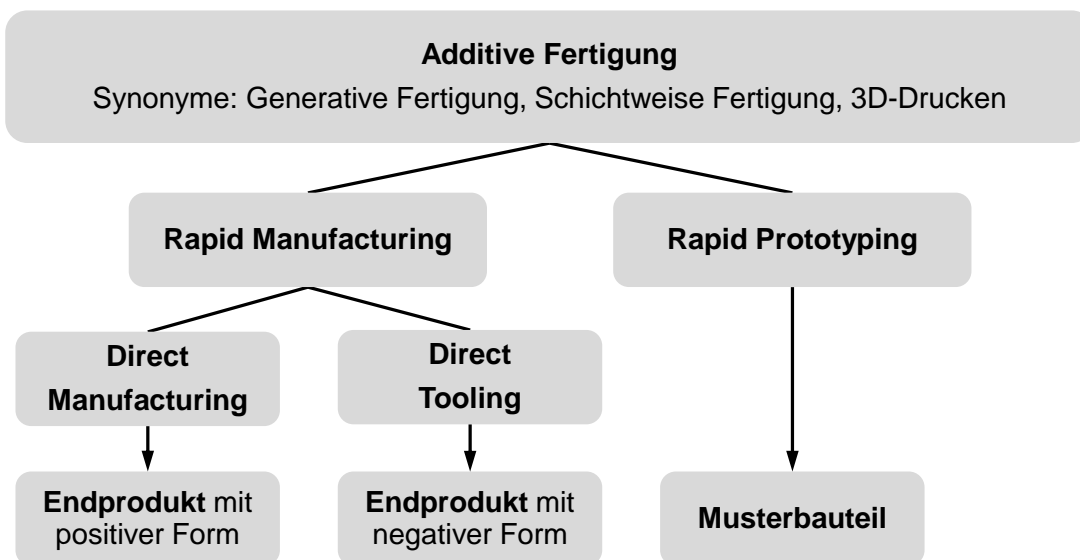 Additive Fertigung
Synonyme: Generative Fertigung, Schichtweise Fertigung, 3D-Drucken
Rapid Manufacturing
Rapid Prototyping
Direct
Manufacturing
Direct
Tooling
Endprodukt mit
positiver Form
Endprodukt mit
negativer Form
Musterbauteil